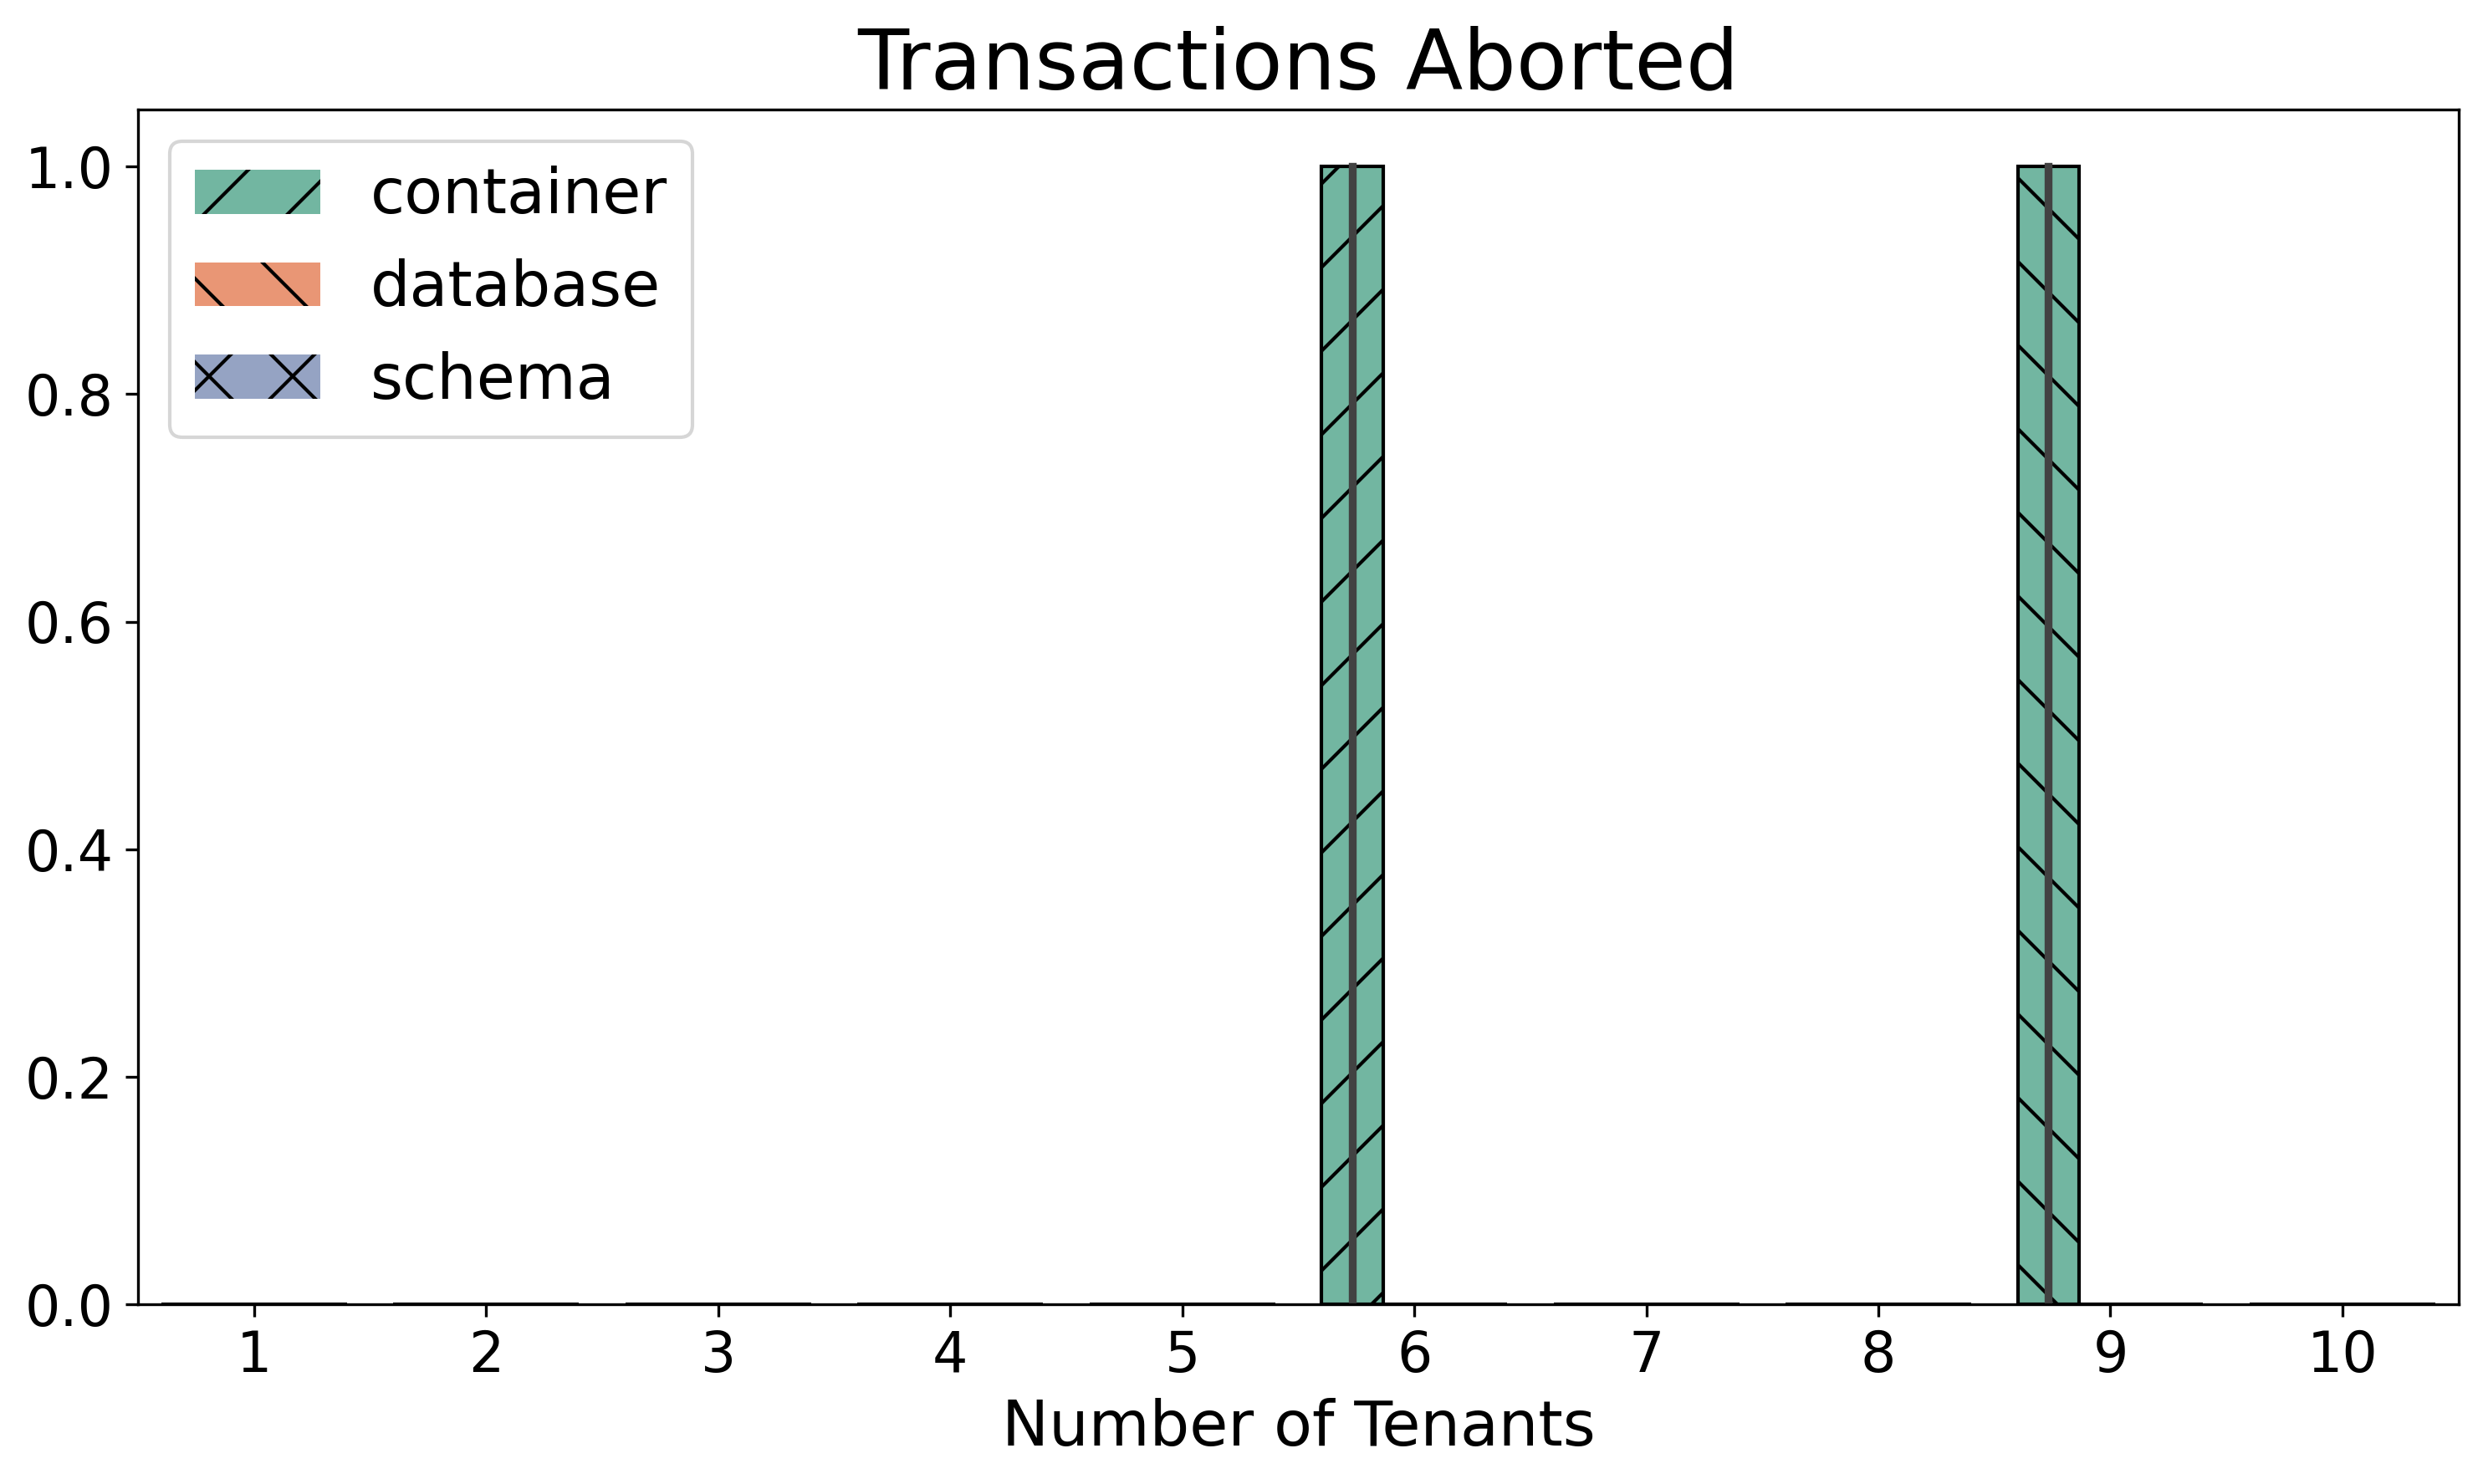 Transactions Aborted
container
database
schema
1.0
0.8
0.6
0.4
0.2
0.0
1 2 3 4 5 6 7 8 9 10
Number of Tenants